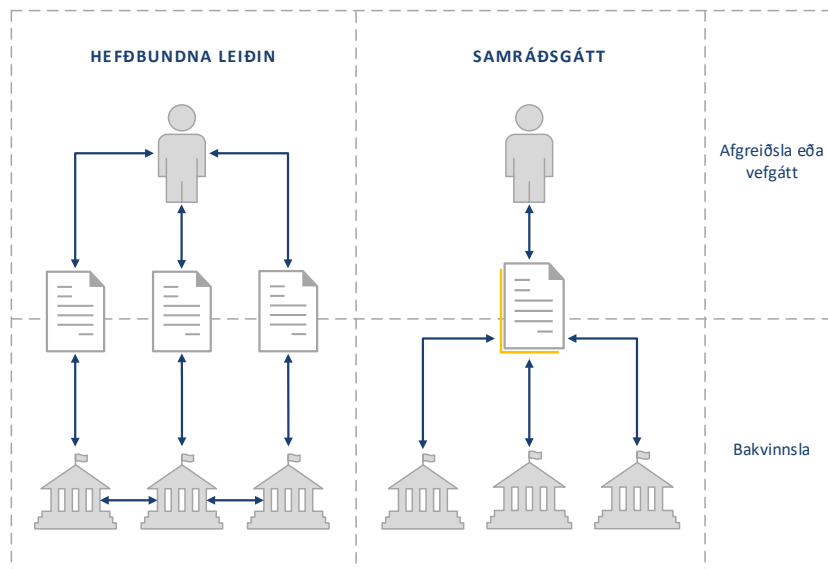 HEFÐBUNDNA LEIÐIN
SAMRÁÐSGÁTT
Afgreiðsla eða
vefgátt
Bakvinnsla